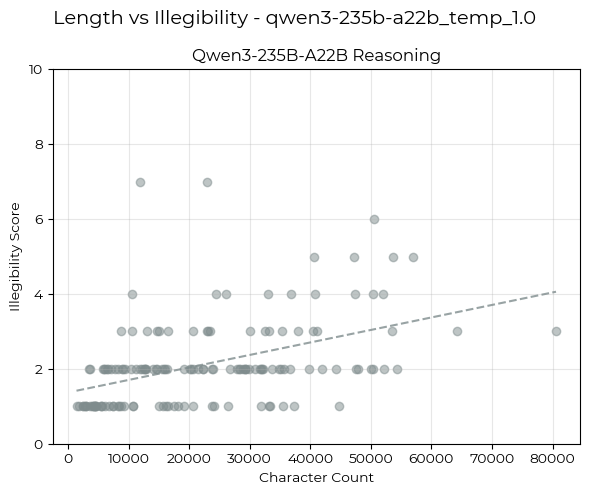 Length vs Illegibility - qwen3-235b-a22b_temp_1.0
Qwen3-235B-A22B Reasoning
10
8
6
4
2
0
Illegibility Score
0 10000 20000 30000 40000 50000 60000 70000 80000
Character Count